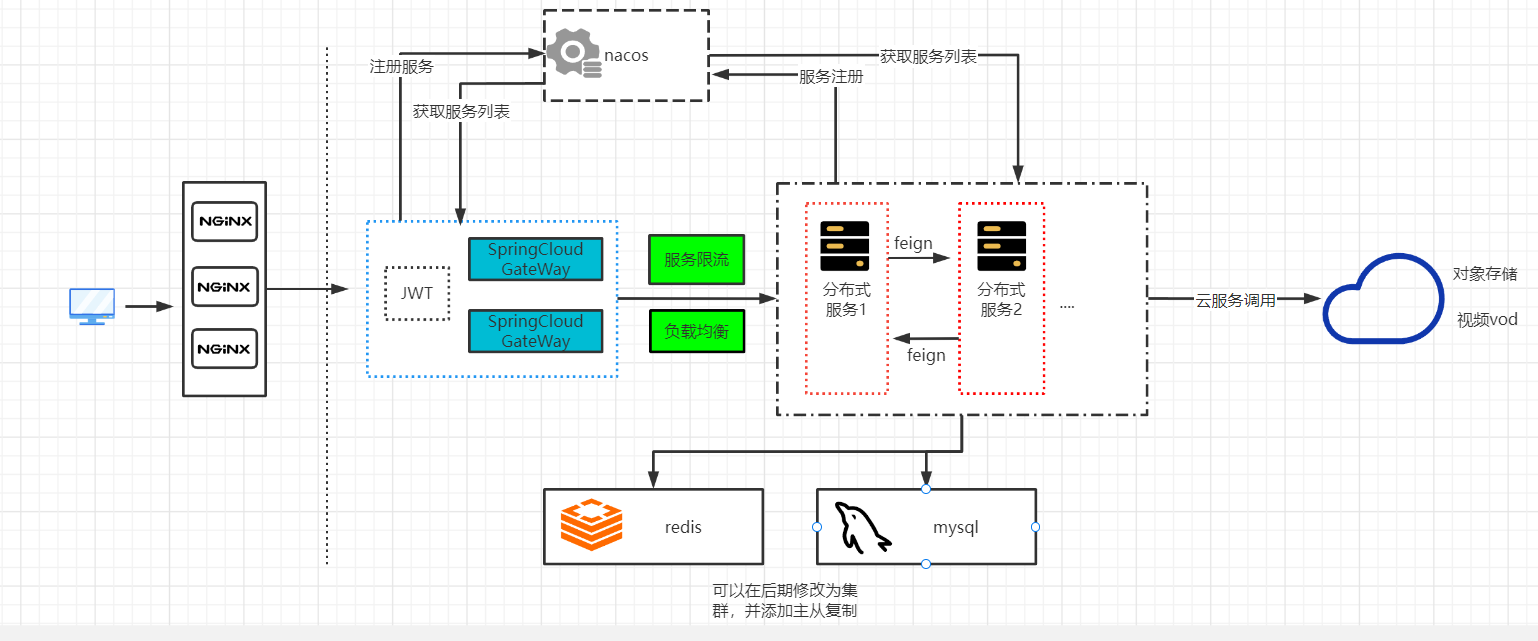 nacos
注册服务
获取服务列表
服务注册
获取服务列表
NGiNX
NGiNX
NGiNX
JWT
SpringCloud
GateWay
SpringCloud
GateWay
服务限流
负载均衡
分布式
服务1
feign
feign
分布式
服务2
....
云服务调用
对象存储
视频vod
redis
mysql
可以在后期修改为集
群，并添加主从复制